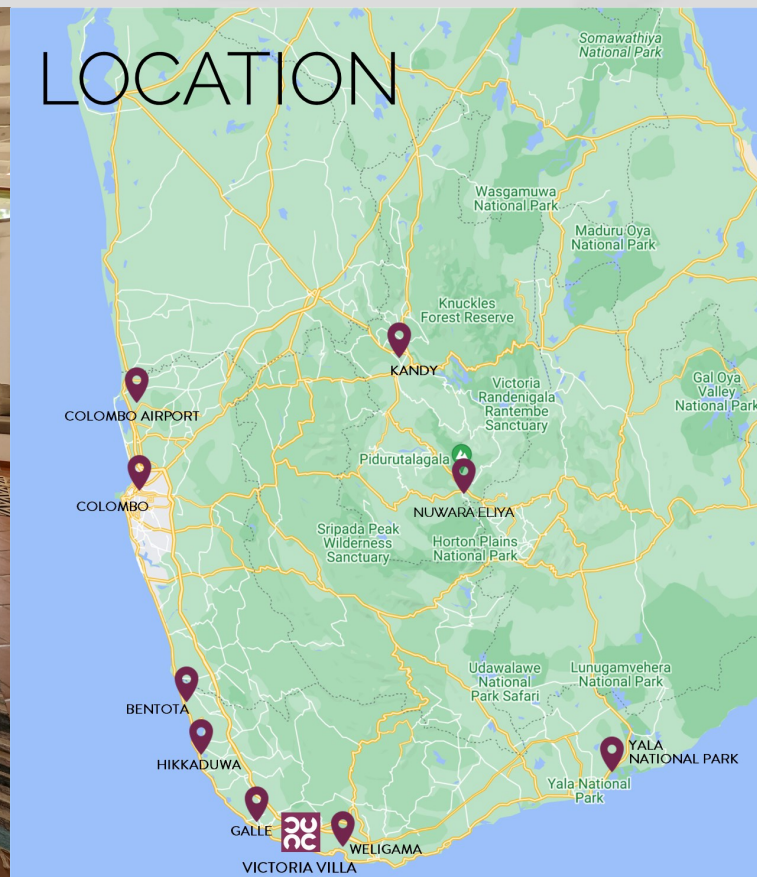 LOCATION
Somawathiya
National Park
Wasgamuwa
National Park
Maduru Oya
National Park
Knuckles
Forest Reserve
KANDY
COLOMBO AIRPORT
Victoria
Randenigala
Rantembe
Sanctuary
Gal Oya
Valley
National Park
Pidurutalagala
COLOMBO
NUWARA ELIYA
Sripada Peak
Wilderness
Sanctuary
Horton Plains
National Park
Udawalawe
National
Park Safari
Lunugamvehera
National Park
BENTOTA
HIKKADUWA
YALA
NATIONAL PARK
Yala National
Park
GALLE
WELIGAMA
VICTORIA VILLA